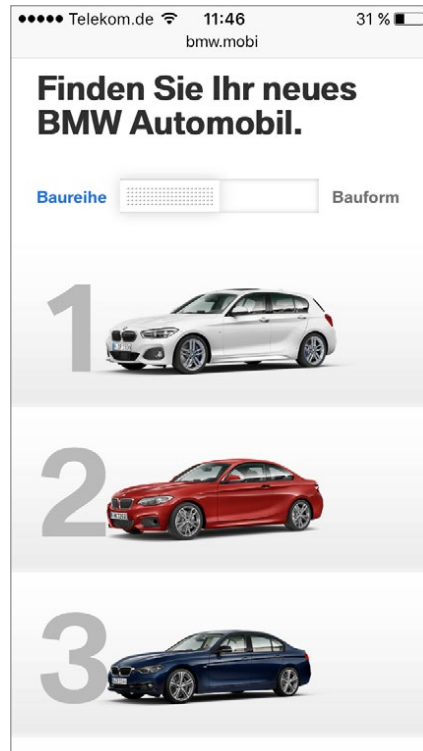 Telekom.de 11:46 31 %
bmw.mobi
Finden Sie Ihr neues
BMW Automobil.
Baureihe Bauform
1
2
3